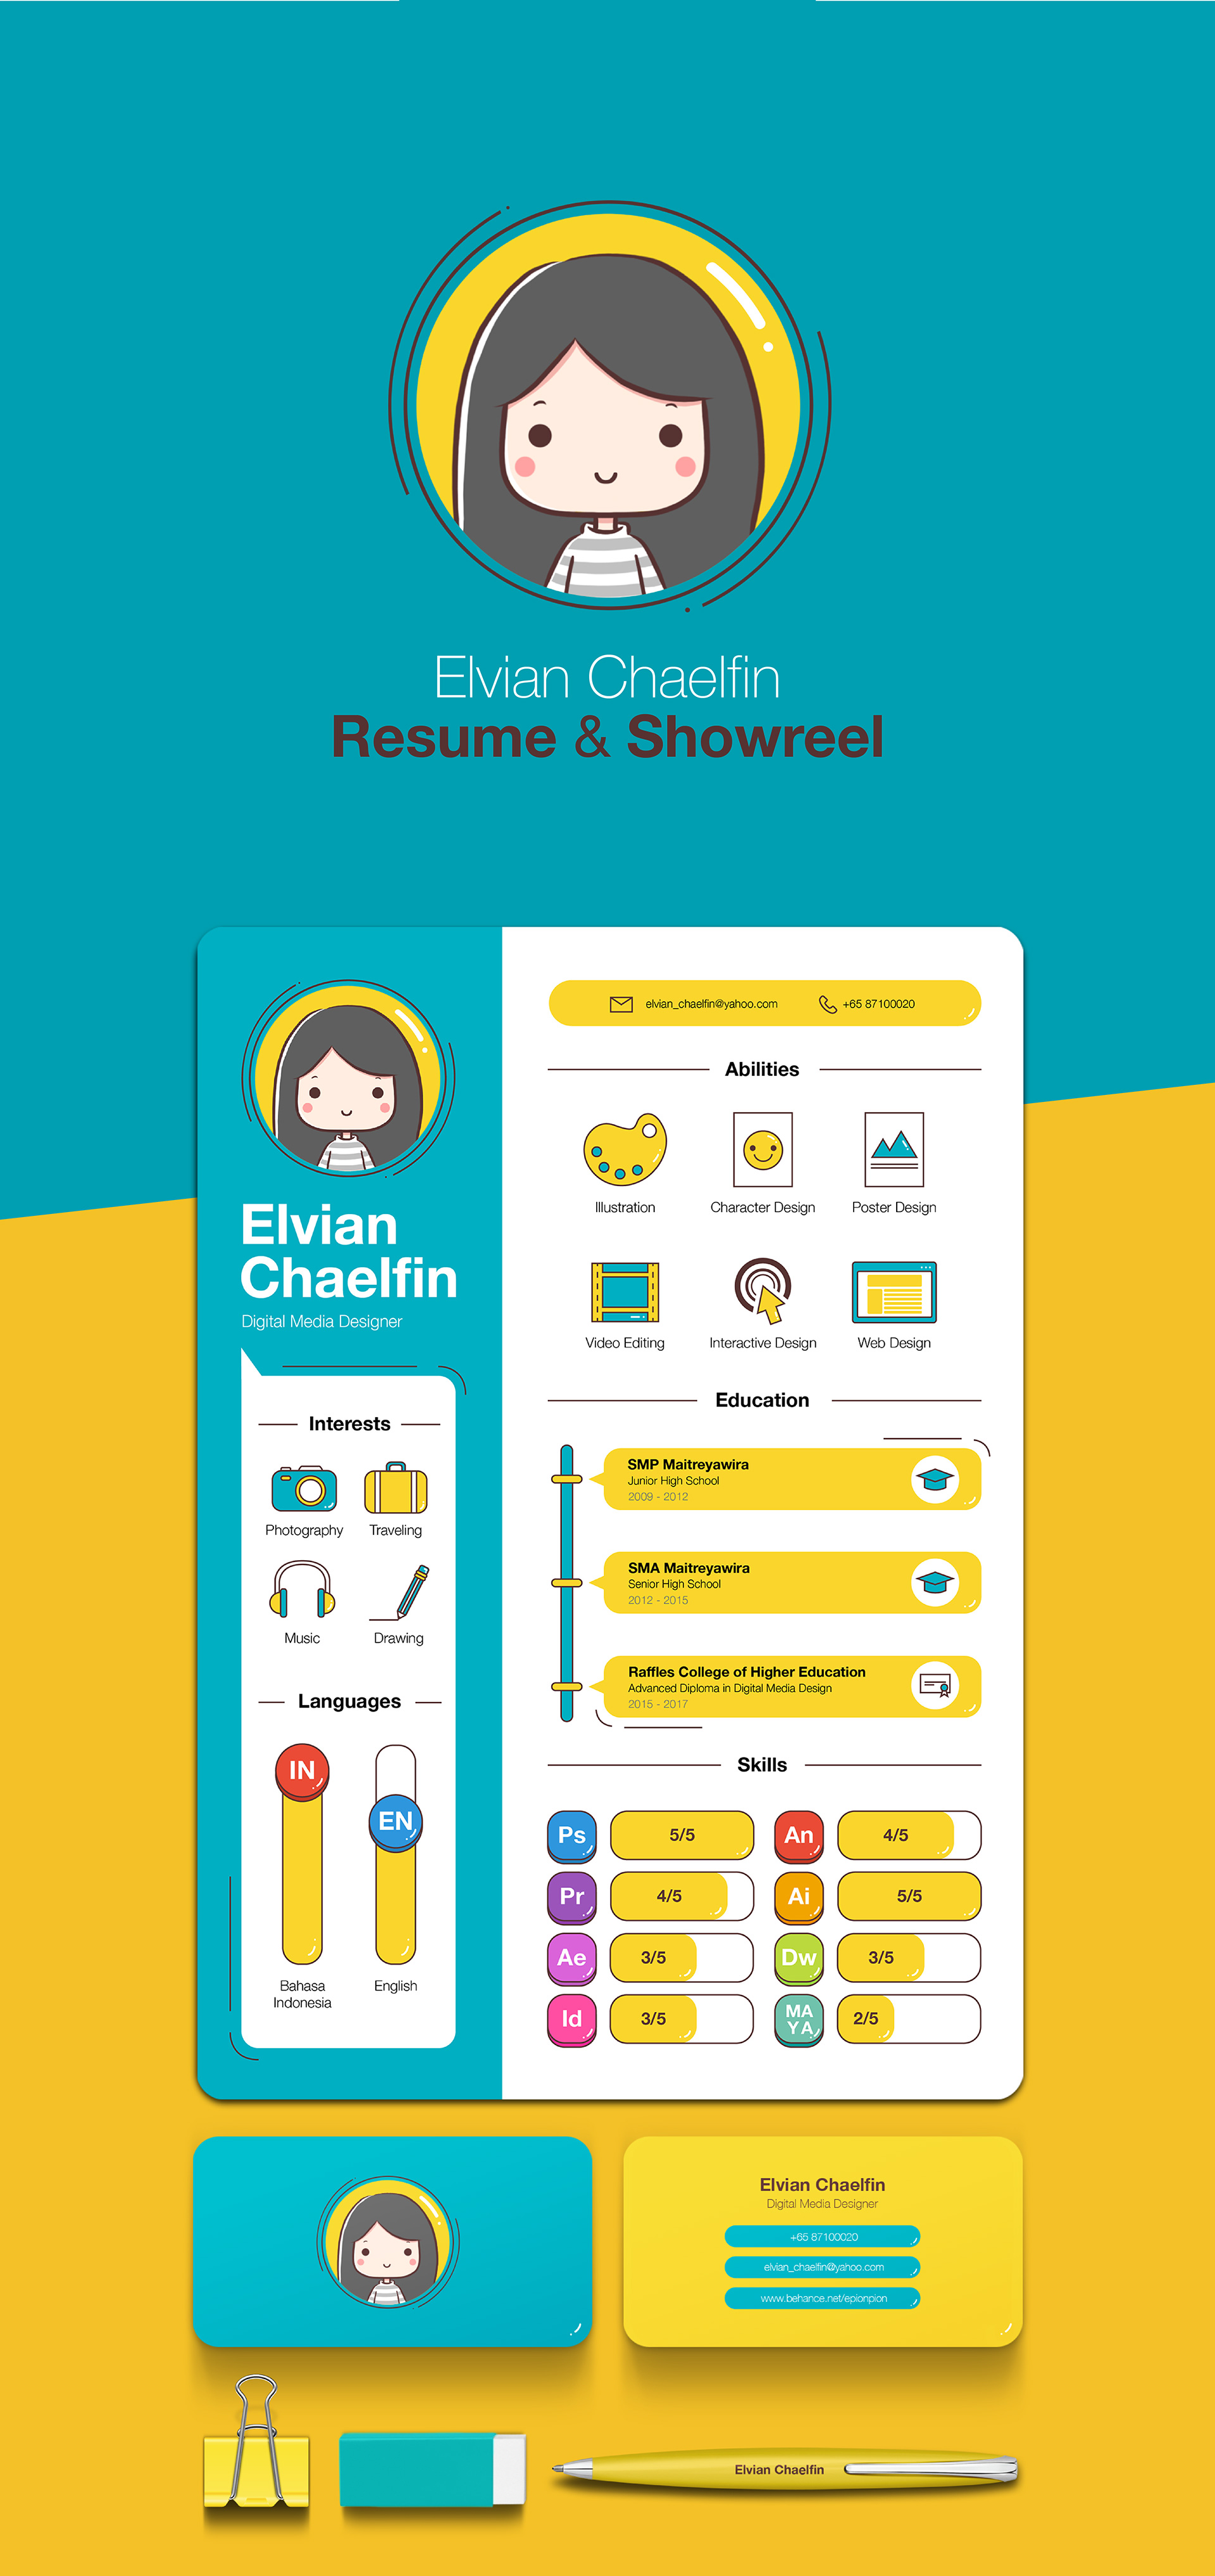 Elvian Chaelfin
Resume & Showreel
Elvian
Chaelfin
Digital Media Designer
Interests
Photography
Traveling
Music
Drawing
Languages
IN
EN
Bahasa
Indonesia
English
elvian_chaelfin@yahoo.com
+65 87100020
Abilities
Illustration
Character Design
Poster Design
Video Editing
Interactive Design
Web Design
Education
SMP Maitreyawira
Junior High School
2009 - 2012
SMA Maitreyawira
Senior High School
2012 - 2015
Raffles College of Higher Education
Advanced Diploma in Digital Media Design
2015 - 2017
Skills
Ps 5/5
An 4/5
Pr 4/5
Ai 5/5
Ae 3/5
Dw 3/5
Id 3/5
MA
YA
2/5
Elvian Chaelfin
Digital Media Designer
+65 87100020
elvian_chaelfin@yahoo.com
www.behance.net/epionpion
Elvian Chaelfin